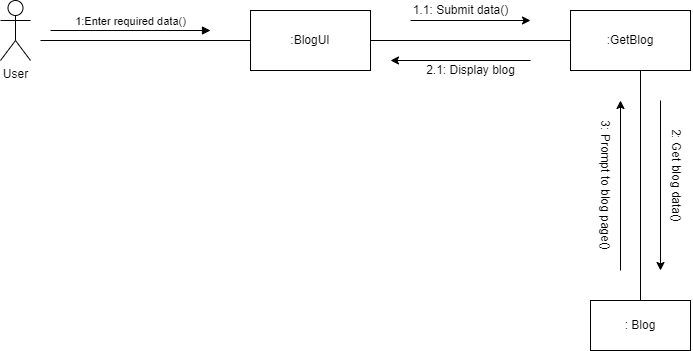 1:Enter required data()
1.1: Submit data()
:BlogUI
:GetBlog
User
2.1: Display blog
3: Prompt to blog page()
2: Get blog data()
: Blog